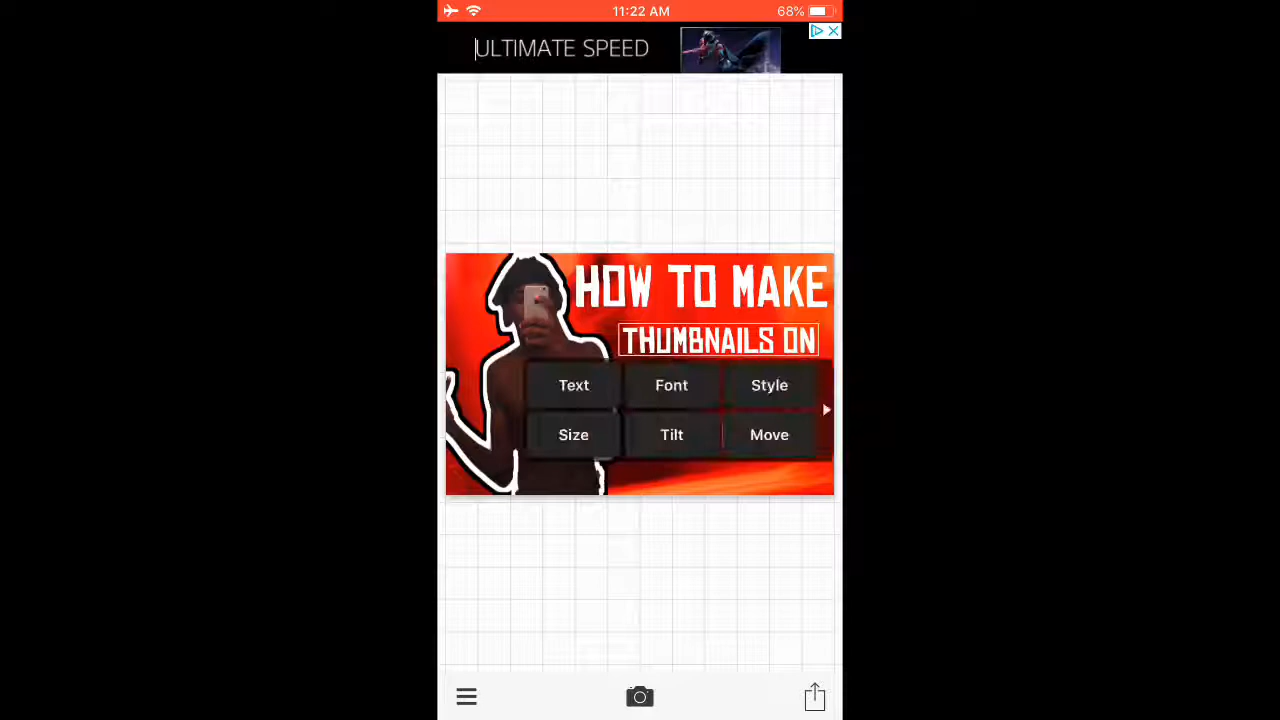 11:22 AM
68%
ULTIMATE SPEED
HOW TO MAKE
THUMBNAILS ON
Text Font Style
Size Tilt Move